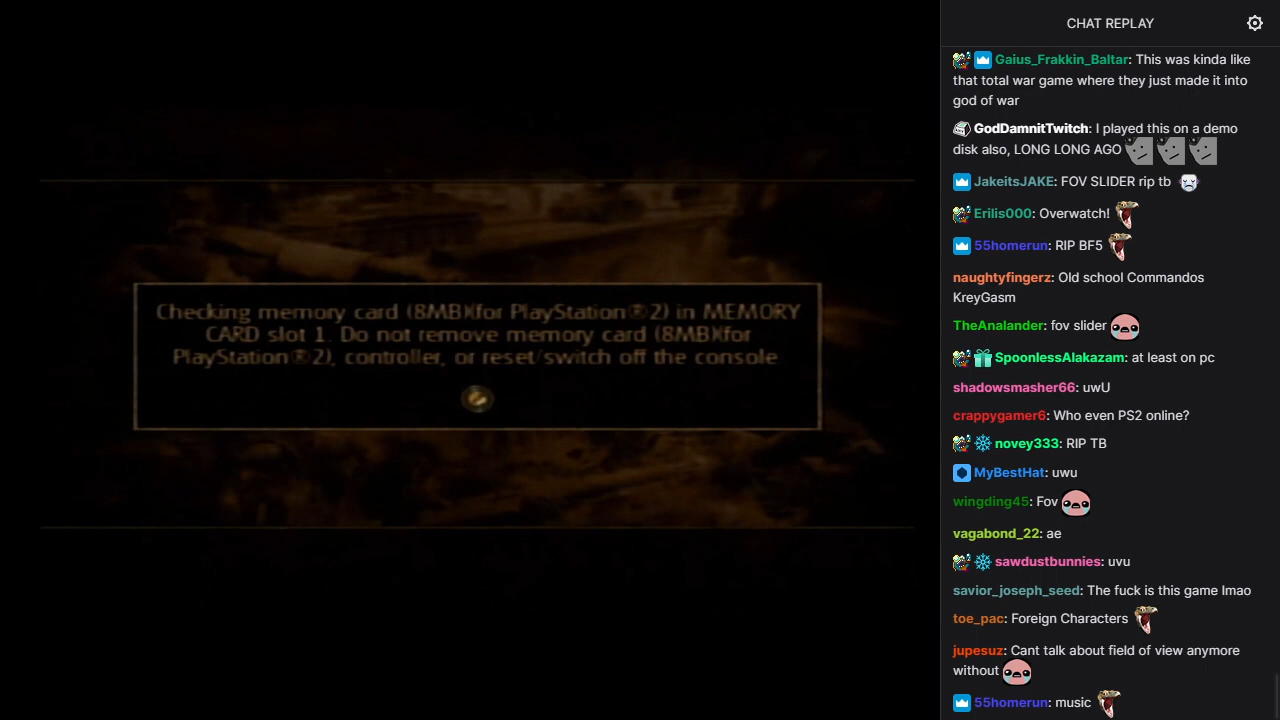 Checking memory card (8MB)(for PlayStation®2) in MEMORY
CARD slot 1. Do not remove memory card (8MB)(for
PlayStation®2), controller, or reset/switch off the console.
CHAT REPLAY
Gaius_Frakkin_Baltar: This was kinda like
that total war game where they just made it into
god of war
GodDamnitTwitch: I played this on a demo
disk also, LONG LONG AGO
JakeitsJAKE: FOV SLIDER rip tb
Erilis000: Overwatch!
55homerun: RIP BF5
naughtyfingerz: Old school Commandos
KreyGasm
TheAnalander: fov slider
SpoonlessAlakazam: at least on pc
shadowsmasher66: uwU
crappygamer6: Who even PS2 online?
novey333: RIP TB
MyBestHat: uwu
wingding45: Fov
vagabond_22: ae
sawdustbunnies: uvu
savior_joseph_seed: The fuck is this game lmao
toe_pac: Foreign Characters
jupesuz: Cant talk about field of view anymore
without
55homerun: music